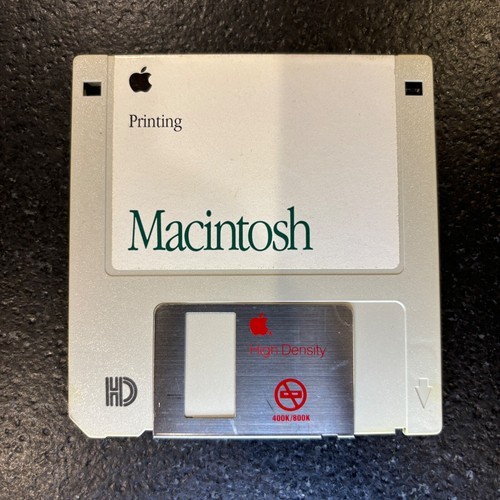 Printing
Macintosh
High Density
HD
400K/800K